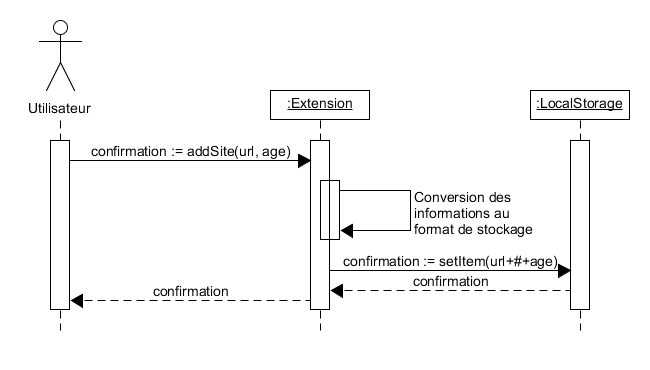 Utilisateur
:Extension
:LocalStorage
confirmation := addSite(url, age)
Conversion des
informations au
format de stockage
confirmation := setItem(url+#+age)
confirmation
confirmation